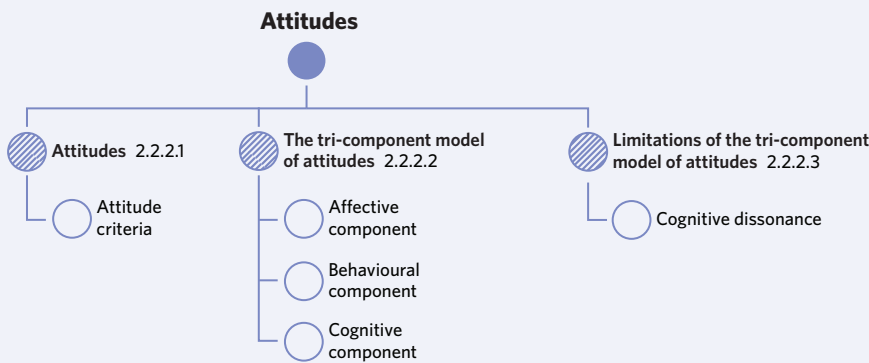 Attitudes
Attitudes 2.2.2.1
Attitude
criteria
The tri-component model
of attitudes 2.2.2.2
Affective
component
Behavioural
component
Cognitive
component
Limitations of the tri-component
model of attitudes 2.2.2.3
Cognitive dissonance